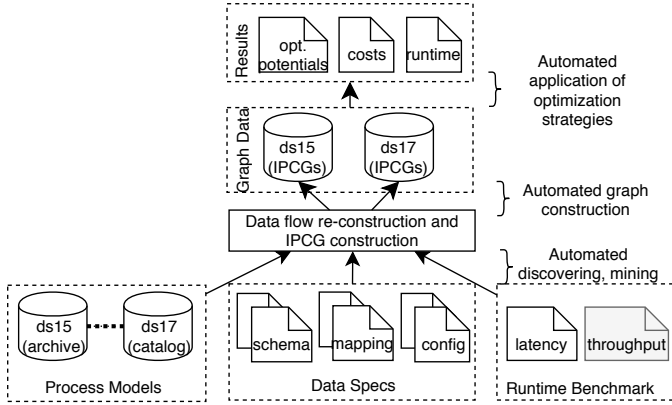 Results
opt.
potentials
costs
runtime
Automated
application of
optimization
strategies
Graph Data
ds15
(IPCGs)
ds17
(IPCGs)
Automated graph
construction
Data flow re-construction and
IPCG construction
Automated
discovering, mining
ds15
(archive)
ds17
(catalog)
Process Models
schema
mapping
config
Data Specs
latency
throughput
Runtime Benchmark